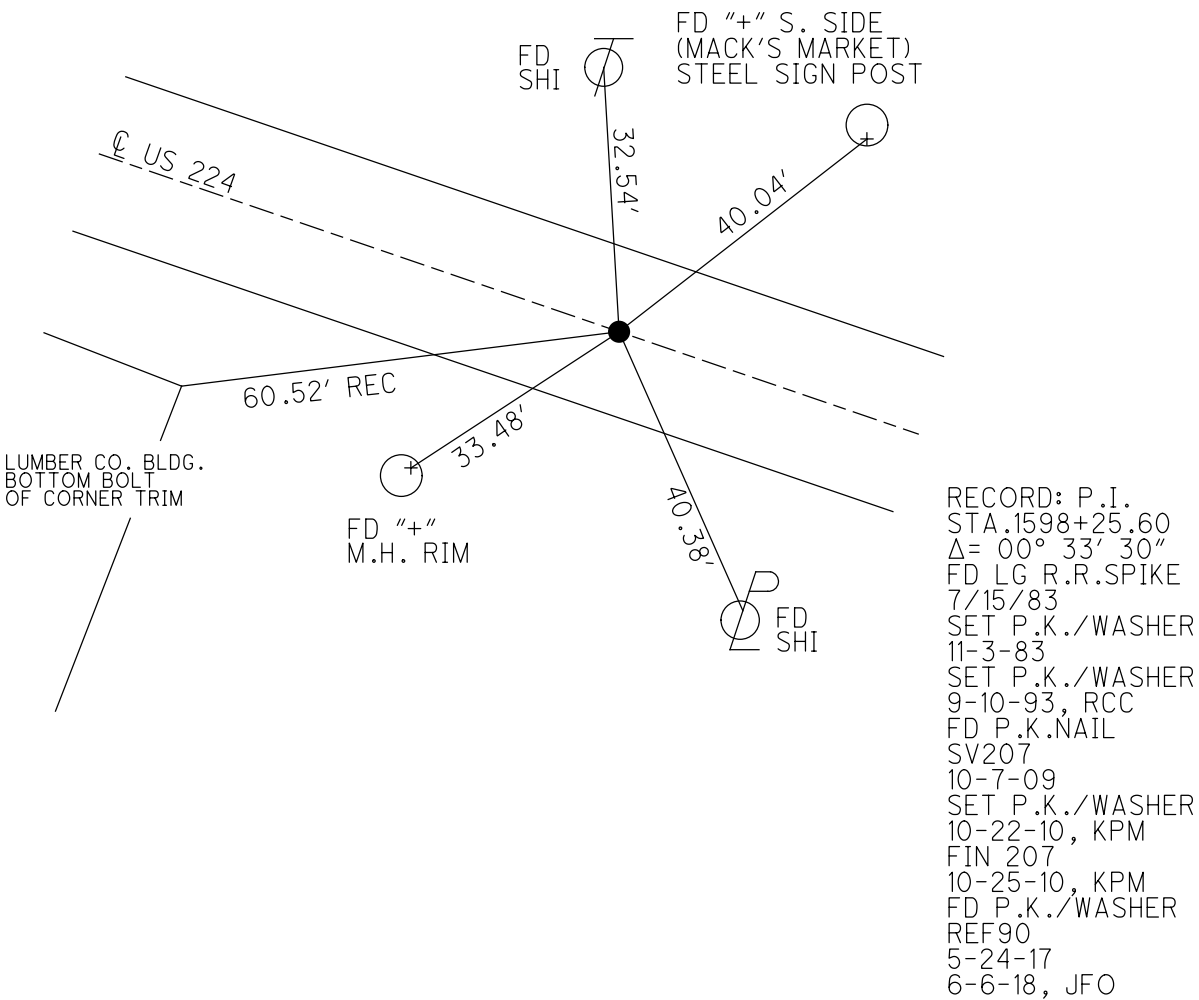 FD "+" S. SIDE
(MACK'S MARKET)
STEEL SIGN POST
FD
SHI
℄ US 224
32.54'
40.04'
60.52' REC
33.48'
40.38'
LUMBER CO. BLDG.
BOTTOM BOLT
OF CORNER TRIM
FD "+"
M.H. RIM
FD
SHI
RECORD: P.I.
STA.1598+25.60
Δ= 00° 33' 30"
FD LG R.R.SPIKE
7/15/83
SET P.K./WASHER
11-3-83
SET P.K./WASHER
9-10-93, RCC
FD P.K.NAIL
SV207
10-7-09
SET P.K./WASHER
10-22-10, KPM
FIN 207
10-25-10, KPM
FD P.K./WASHER
REF90
5-24-17
6-6-18, JFO